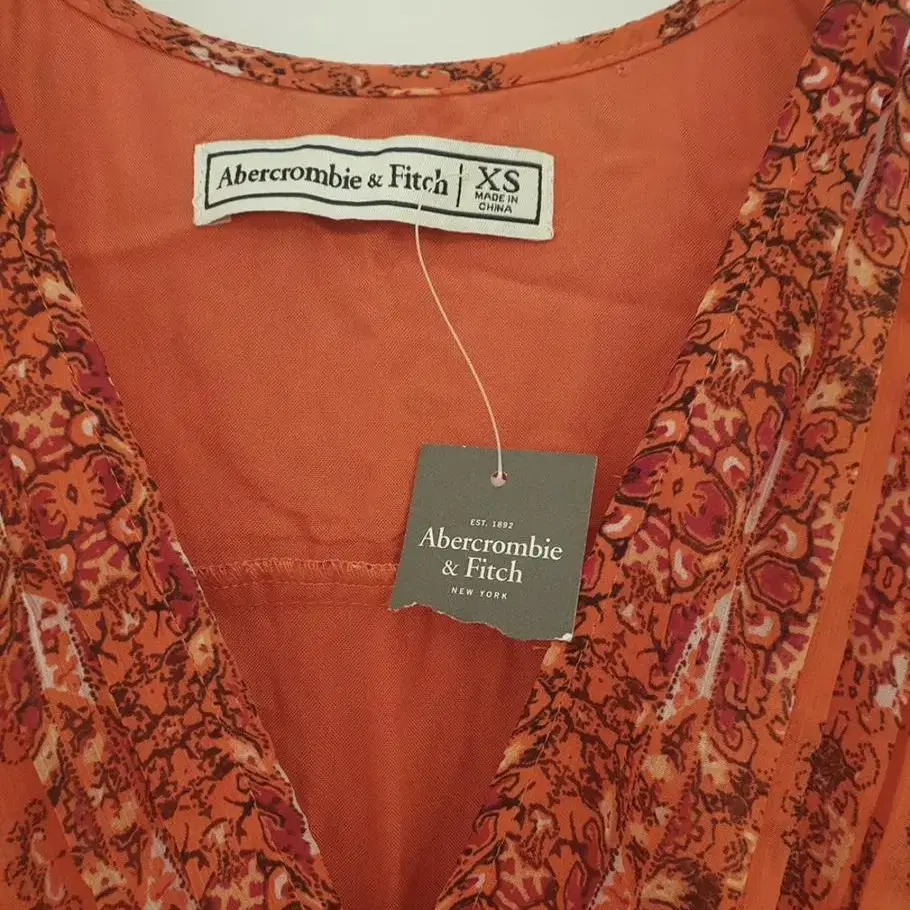 Abercrombie & Fitch | XS
MADE IN
CHINA
EST. 1892
Abercrombie
& Fitch
NEW YORK